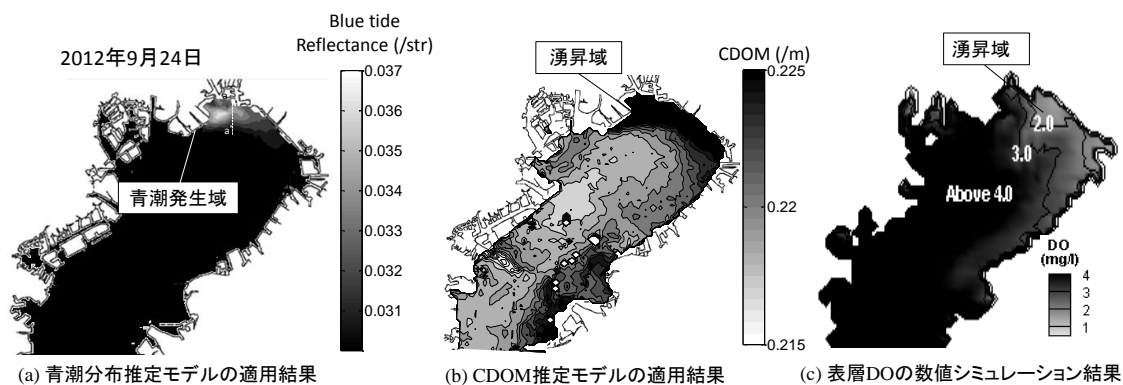 2012年9月24日
Blue tide
Reflectance (/str)
0.037
0.036
0.035
0.034
0.033
0.032
0.031
a
青潮発生域
(a) 青潮分布推定モデルの適用結果
湧昇域
CDOM (/m)
0.225
0.22
0.215
(b) CDOM推定モデルの適用結果
湧昇域
2.0
3.0
Above 4.0
DO
(mg/l)
4
3
2
1
(c) 表層DOの数値シミュレーション結果